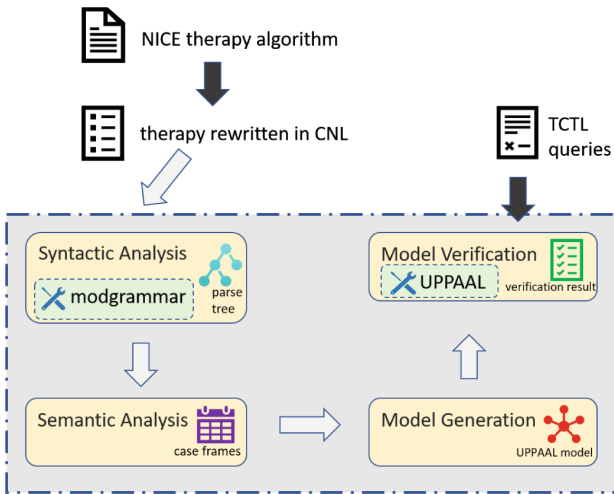 NICE therapy algorithm
therapy rewritten in CNL
TCTL
queries
Syntactic Analysis
modgrammar
parse
tree
Model Verification
UPPAAL
verification result
Semantic Analysis
case frames
Model Generation
UPPAAL model